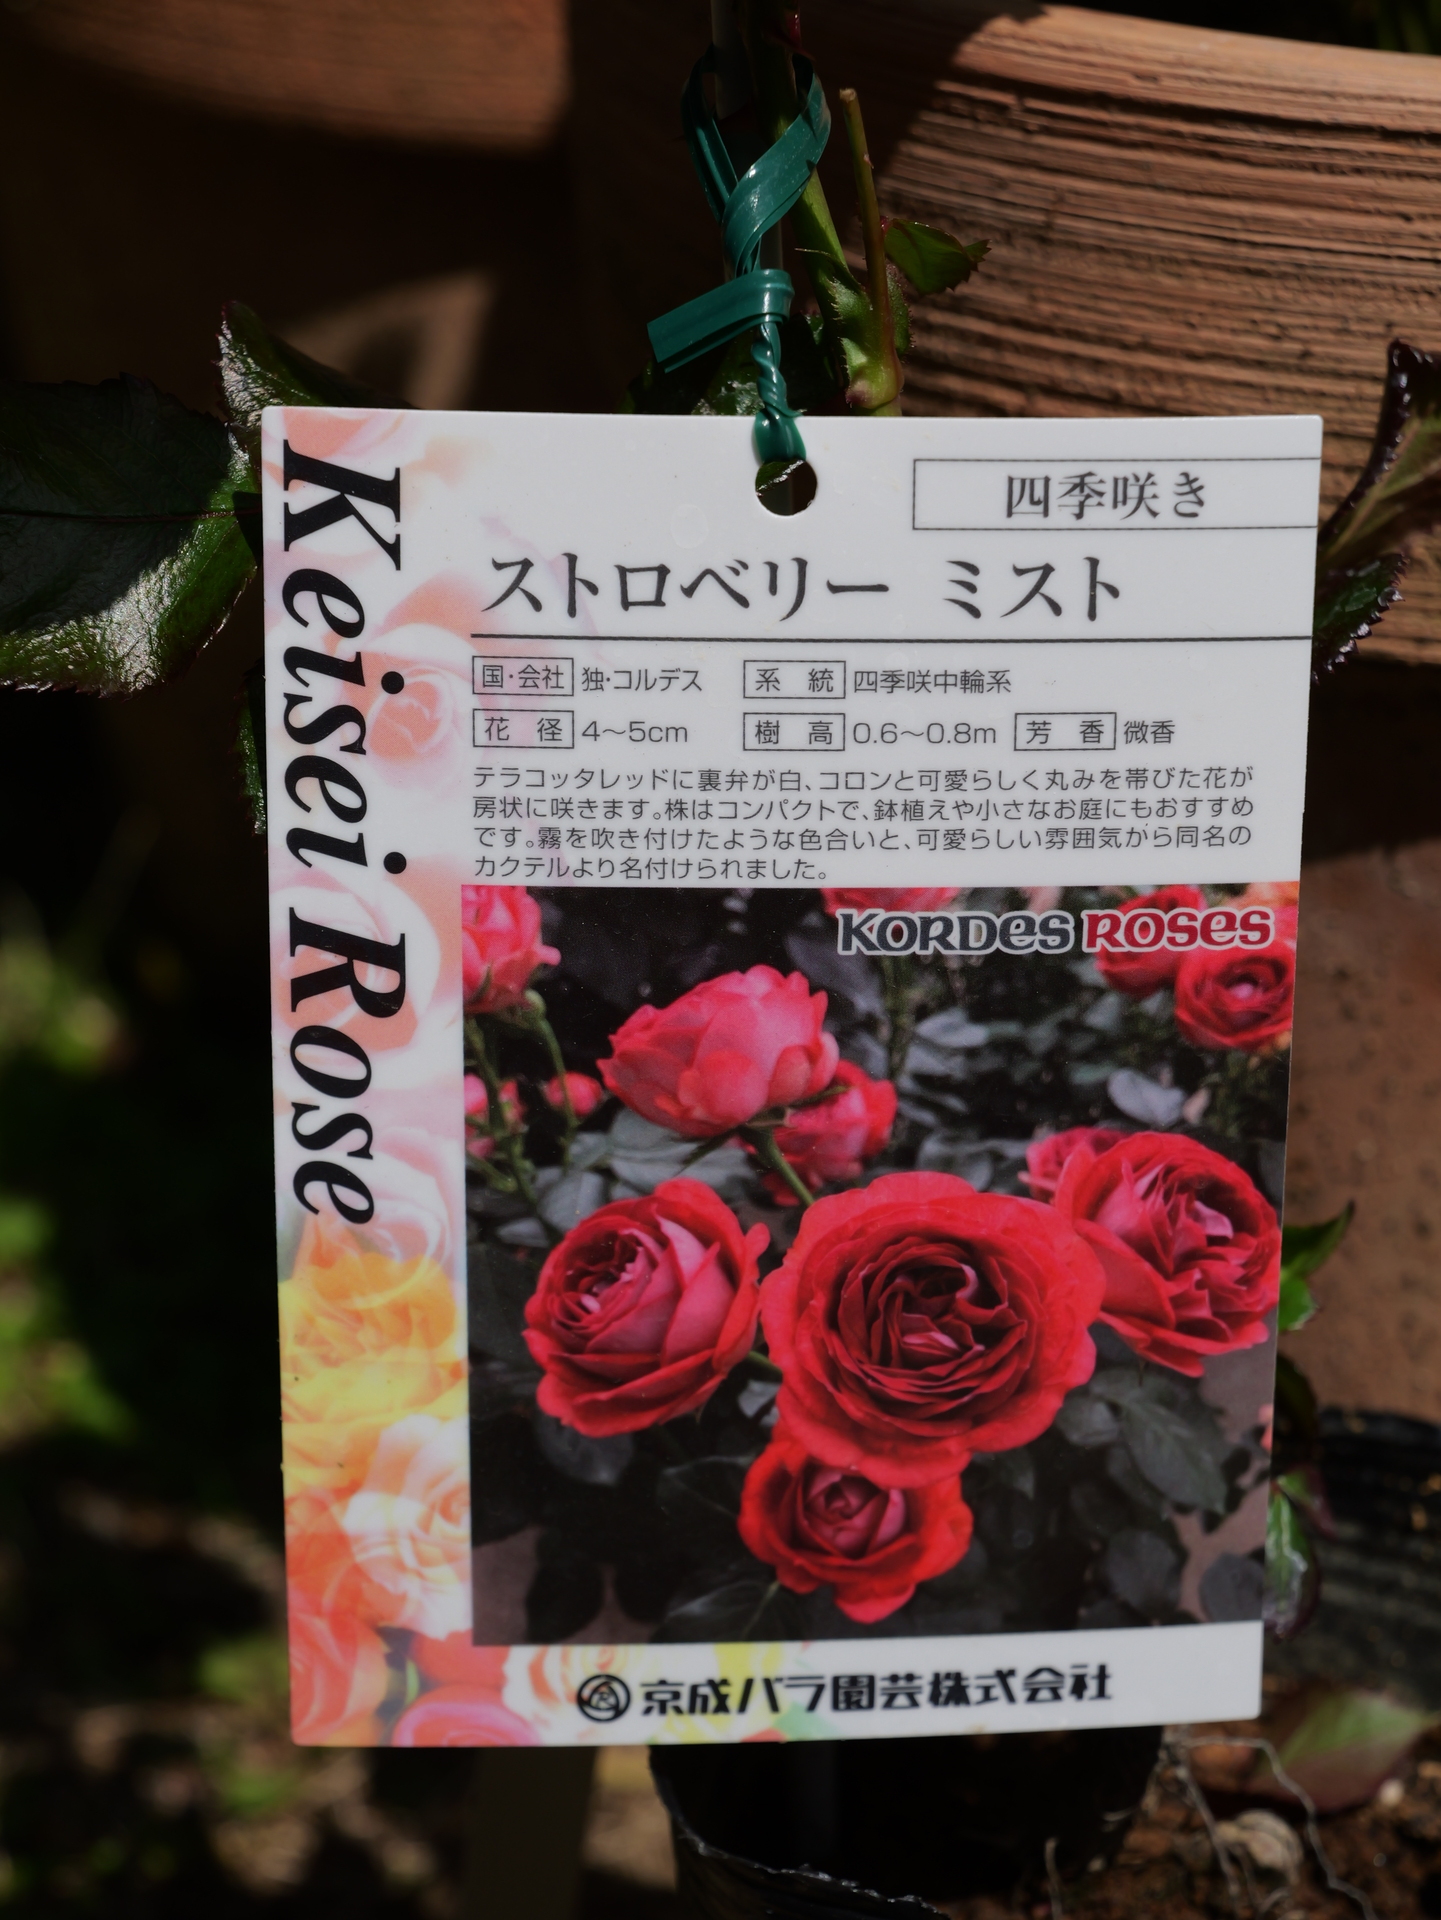 Keisei Rose
四季咲き
ストロベリー ミスト
国・会社 独・コルデス 系 統 四季咲中輪系
花 径 4〜5cm 樹 高 0.6〜0.8m 芳 香 微香
テラコッタレッドに裏弁が白、コロンと可愛らしく丸みを帯びた花が
房状に咲きます。株はコンパクトで、鉢植えや小さなお庭にもおすすめ
です。霧を吹き付けたような色合いと、可愛らしい雰囲気から同名の
カクテルより名付けられました。
KORDES ROSES
京成バラ園芸株式会社